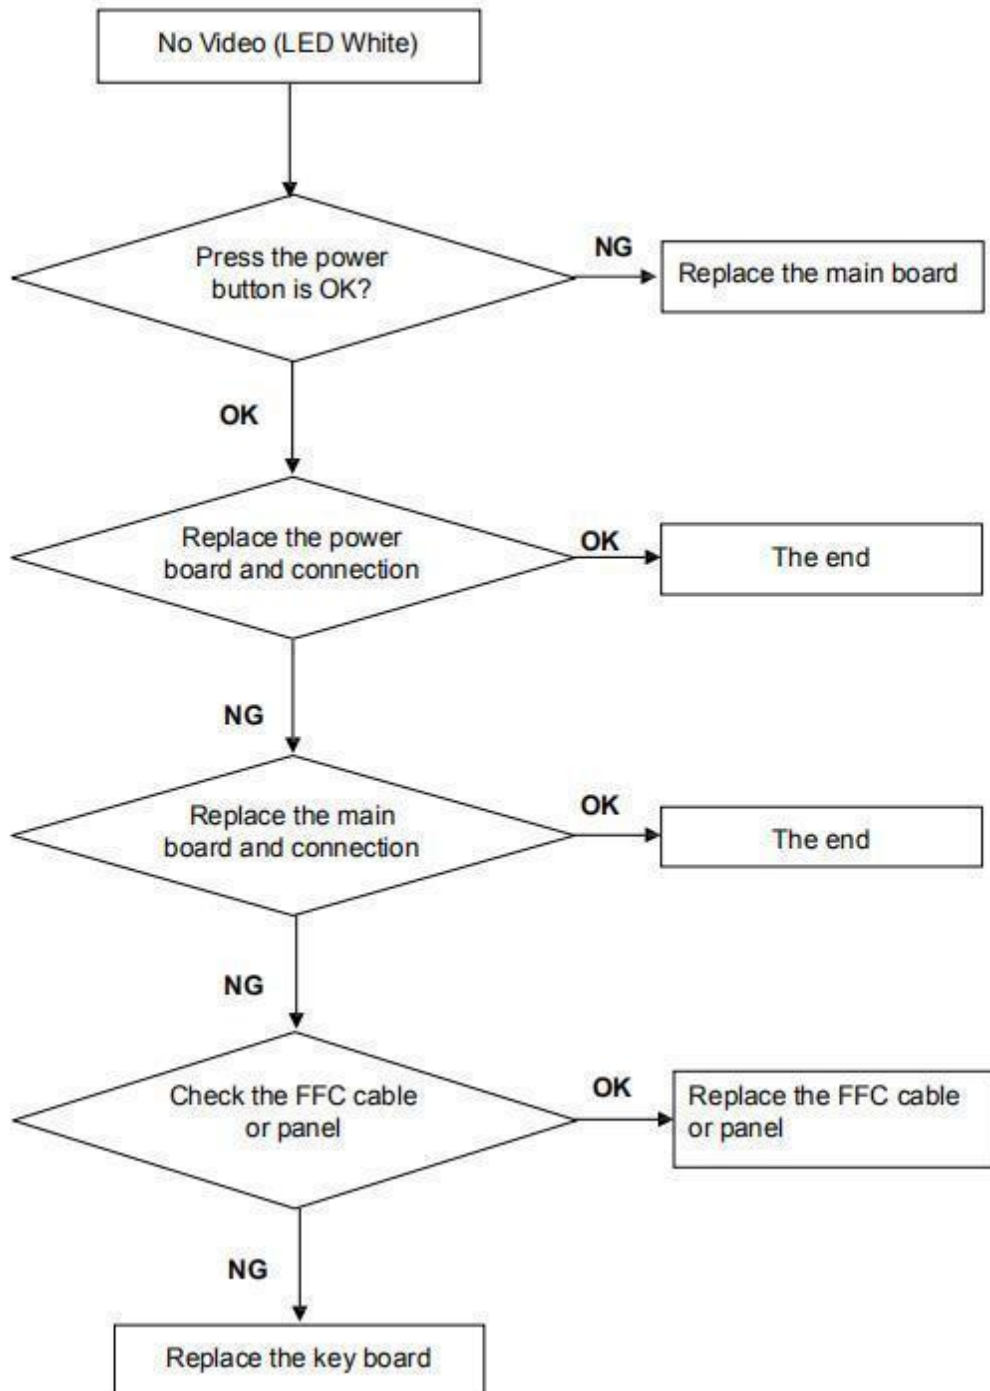 No Video (LED White)
Press the power
button is OK?
NG
Replace the main board
OK
Replace the power
board and connection
OK
The end
NG
Replace the main
board and connection
OK
The end
NG
Check the FFC cable
or panel
OK
Replace the FFC cable
or panel
NG
Replace the key board